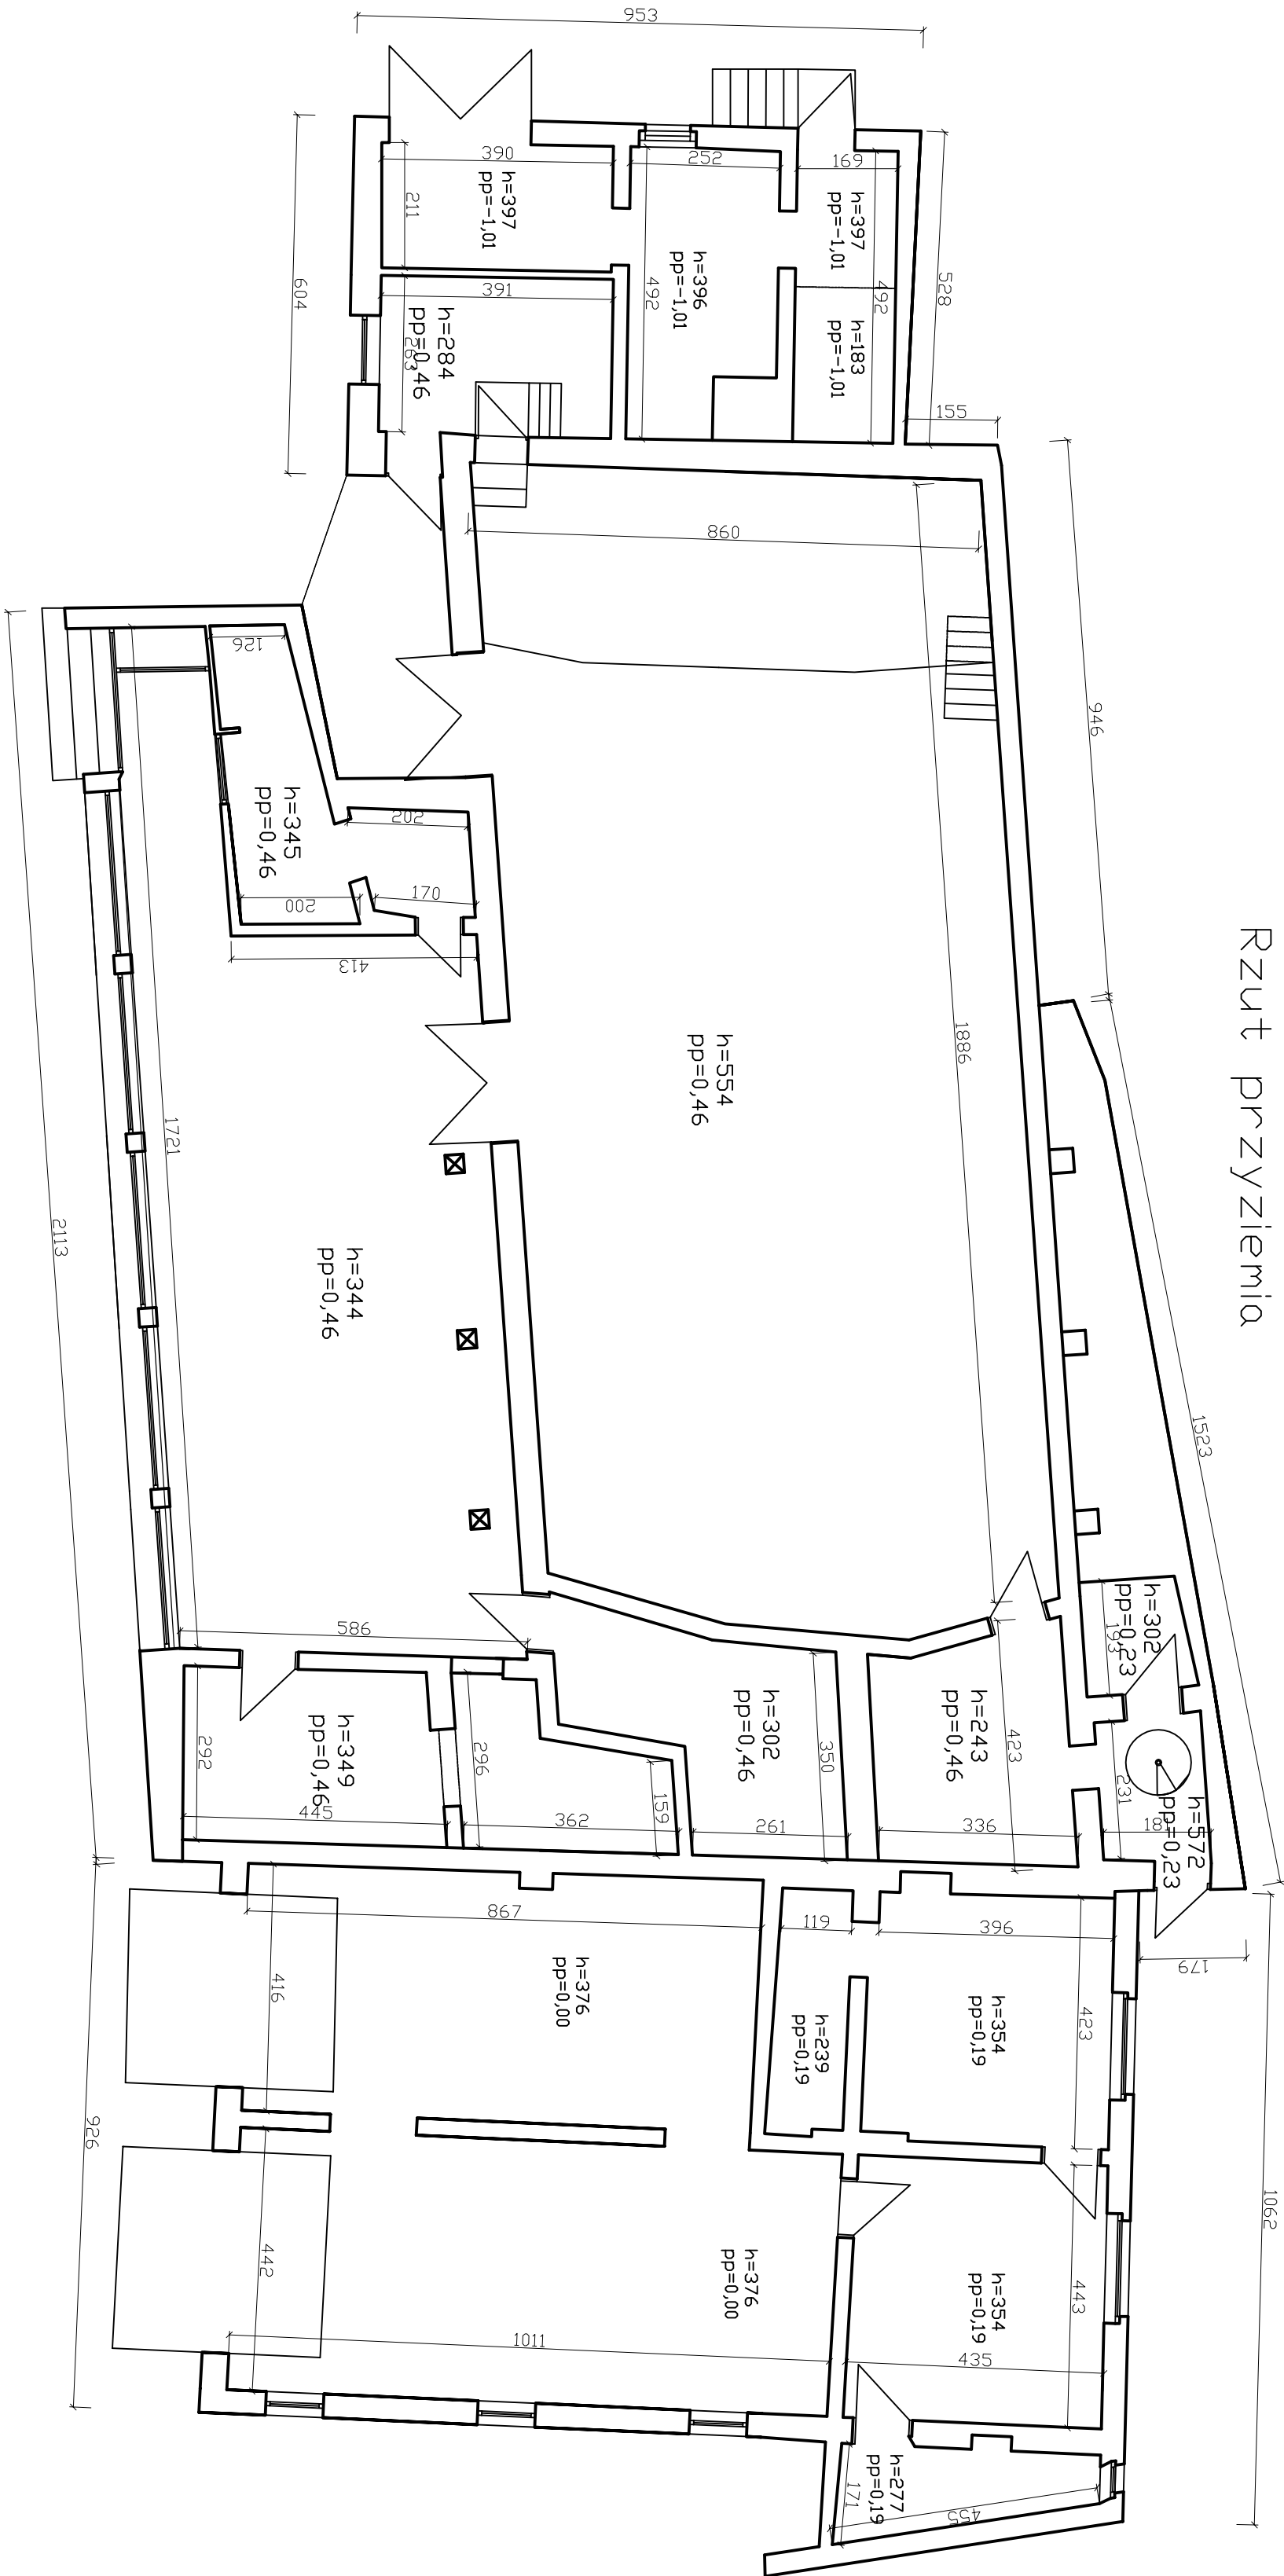 Rzut przyziemia
953
390
252
169
h=397
pp=-1,01
211
h=397
pp=-1,01
h=396
pp=-1,01
492
492
528
604
391
h=284
pp=0,46
263
h=183
pp=-1,01
155
860
946
126
h=345
pp=0,46
202
200
170
413
1886
h=554
pp=0,46
1721
2113
h=344
pp=0,46
1523
586
h=302
pp=0,23
193
h=349
pp=0,46
292
445
296
362
159
h=302
pp=0,46
350
261
h=243
pp=0,46
423
336
231
181
h=572
pp=0,23
867
119
396
179
416
h=376
pp=0,00
h=239
pp=0,19
h=354
pp=0,19
423
926
1062
442
h=376
pp=0,00
h=354
pp=0,19
443
1011
435
h=277
pp=0,19
171
455